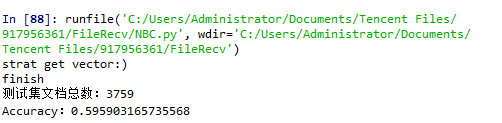 In [88]: runfile('C:/Users/Administrator/Documents/Tencent Files/
917956361/FileRecv/NBC.py', wdir='C:/Users/Administrator/Documents/
Tencent Files/917956361/FileRecv')
strat get vector:)
finish
测试集文档总数：3759
Accuracy：0.595903165735568